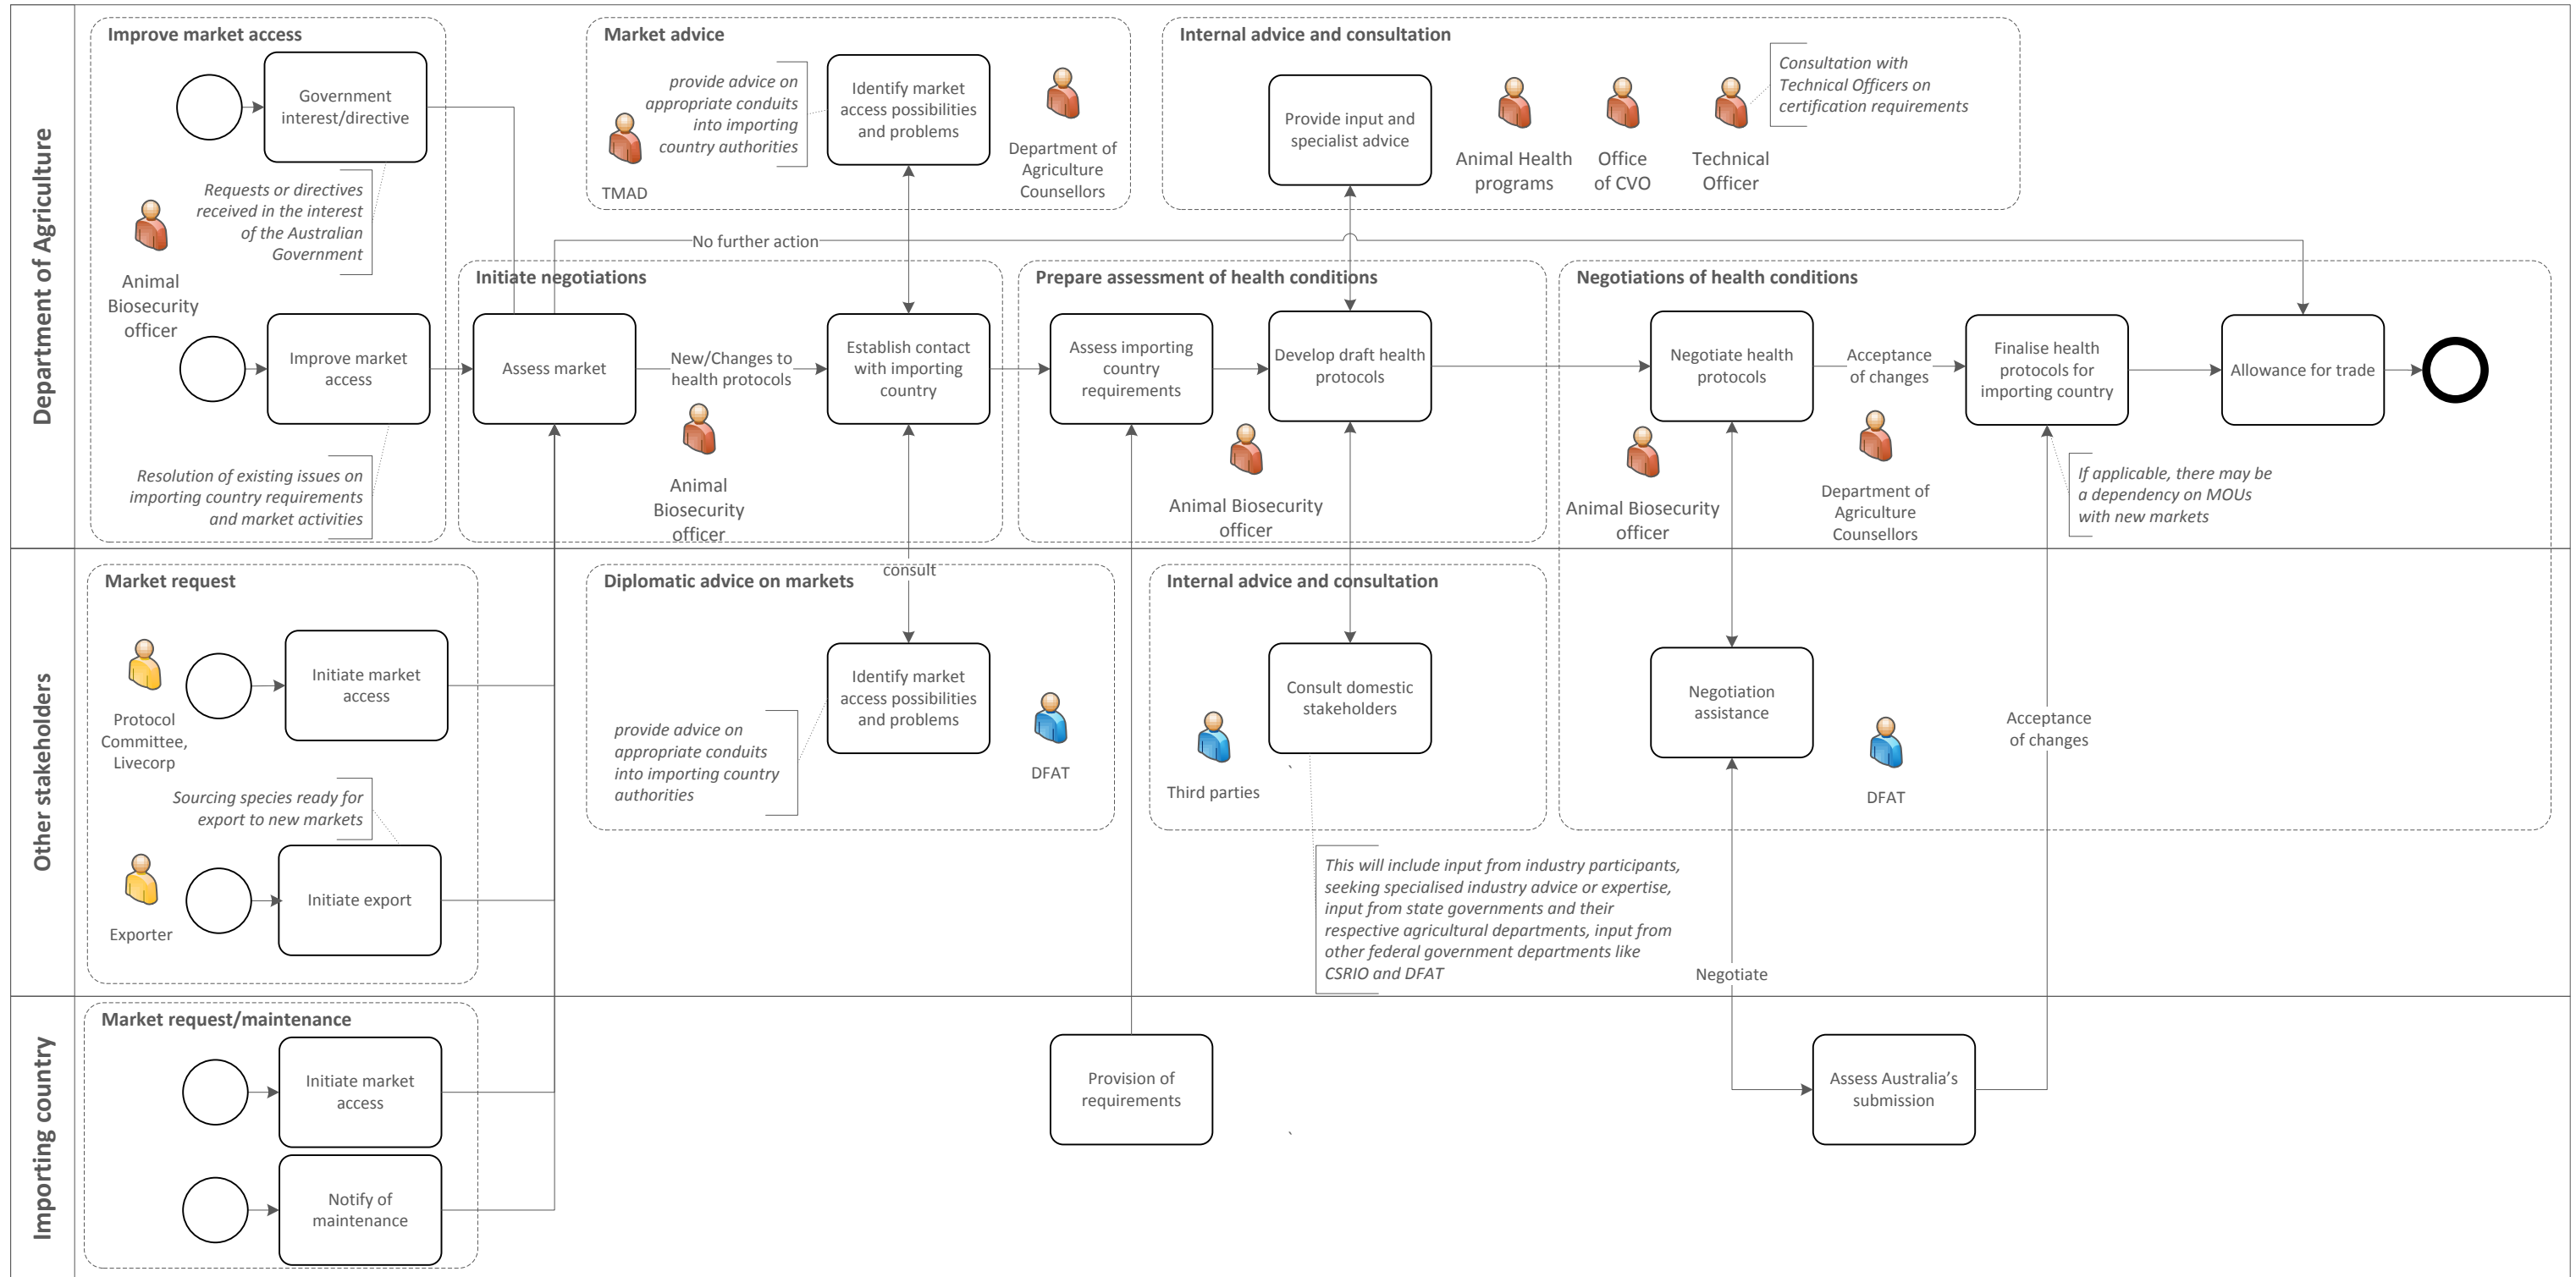 Department of Agriculture
Improve market access
Government
interest/directive
Requests or directives
received in the interest
of the Australian
Government
Animal
Biosecurity
officer
Improve market
access
Resolution of existing issues on
importing country requirements
and market activities
Market advice
provide advice on
appropriate conduits
into importing
country authorities
TMAD
Identify market
access possibilities
and problems
Department of
Agriculture
Counsellors
Internal advice and consultation
Provide input and
specialist advice
Animal Health
programs
Office
of CVO
Technical
Officer
Consultation with
Technical Officers on
certification requirements
No further action
Initiate negotiations
Assess market
New/Changes to
health protocols
Animal
Biosecurity
officer
Establish contact
with importing
country
Prepare assessment of health conditions
Assess importing
country
requirements
Develop draft health
protocols
Animal Biosecurity
officer
Negotiations of health conditions
Negotiate health
protocols
Animal Biosecurity
officer
Acceptance
of changes
Department of
Agriculture
Counsellors
Finalise health
protocols for
importing country
If applicable, there may be
a dependency on MOUs
with new markets
Allowance for trade
Other stakeholders
Market request
Protocol
Committee,
Livecorp
Initiate market
access
Sourcing species ready for
export to new markets
Exporter
Initiate export
Diplomatic advice on markets
consult
provide advice on
appropriate conduits
into importing country
authorities
Identify market
access possibilities
and problems
DFAT
Internal advice and consultation
Third parties
Consult domestic
stakeholders
`
This will include input from industry participants,
seeking specialised industry advice or expertise,
input from state governments and their
respective agricultural departments, input from
other federal government departments like
CSRIO and DFAT
Negotiation
assistance
DFAT
Negotiate
Acceptance
of changes
Importing country
Market request/maintenance
Initiate market
access
Notify of
maintenance
Provision of
requirements
`
Assess Australia’s
submission